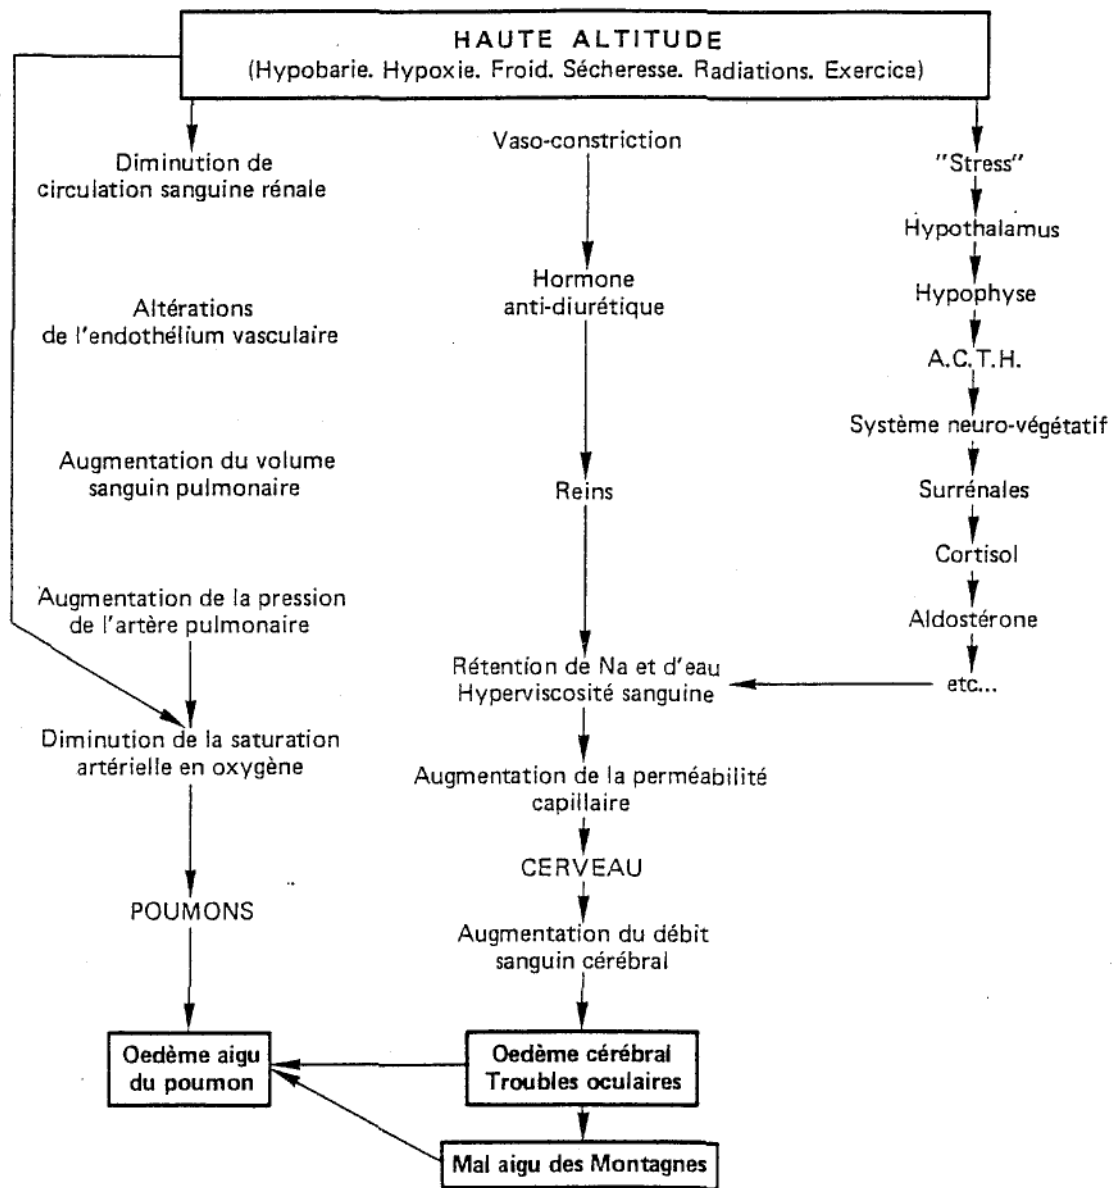 HAUTE ALTITUDE
(Hypobarie. Hypoxie. Froid. Sécheresse. Radiations. Exercice)
Diminution de
circulation sanguine rénale
Altérations
de l'endothélium vasculaire
Augmentation du volume
sanguin pulmonaire
Augmentation de la pression
de l'artère pulmonaire
Diminution de la saturation
artérielle en oxygène
POUMONS
Oedème aigu
du poumon
Vaso-constriction
Hormone
anti-diurétique
Reins
Rétention de Na et d'eau
Hyperviscosité sanguine
Augmentation de la perméabilité
capillaire
CERVEAU
Augmentation du débit
sanguin cérébral
Oedème cérébral
Troubles oculaires
Mal aigu des Montagnes
"Stress"
Hypothalamus
Hypophyse
A.C.T.H.
Système neuro-végétatif
Surrénales
Cortisol
Aldostérone
etc...